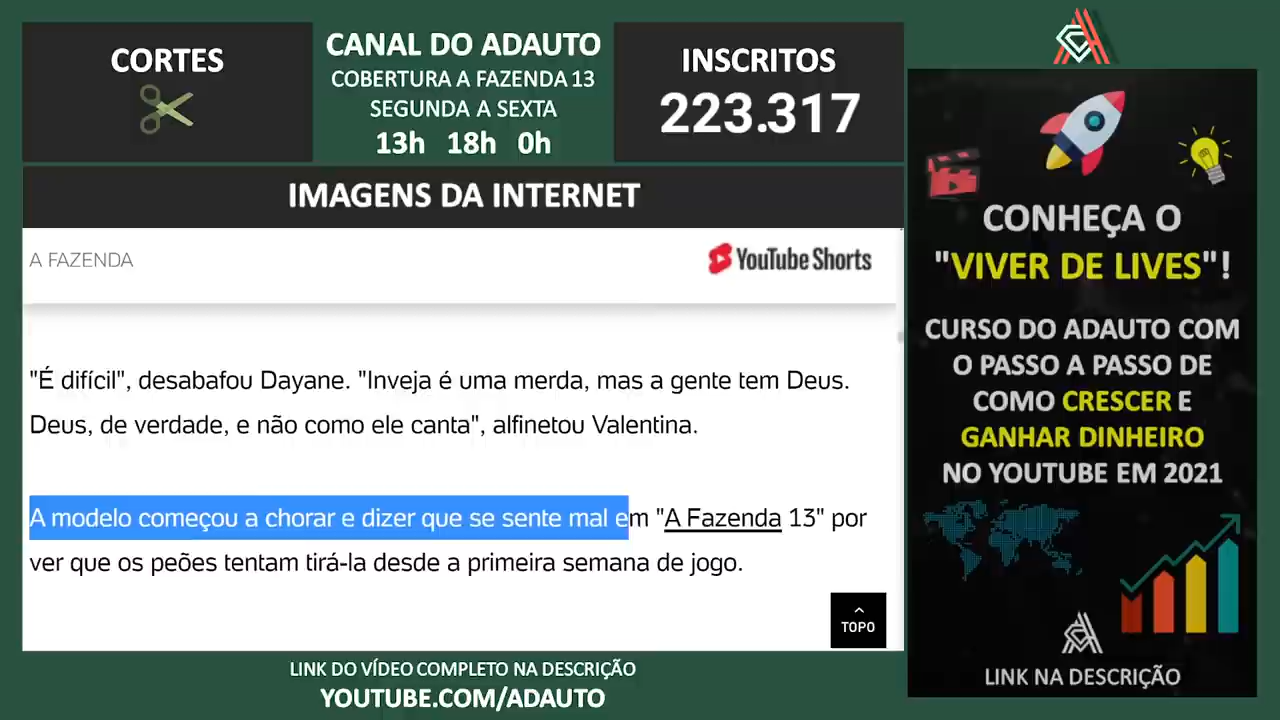 CORTES
CANAL DO ADAUTO
COBERTURA A FAZENDA 13
SEGUNDA A SEXTA
13h 18h 0h
INSCRITOS
223.317
IMAGENS DA INTERNET
A FAZENDA
YouTube Shorts
"É difícil", desabafou Dayane. "Inveja é uma merda, mas a gente tem Deus.
Deus, de verdade, e não como ele canta", alfinetou Valentina.
A modelo começou a chorar e dizer que se sente mal em "A Fazenda 13" por
ver que os peões tentam tirá-la desde a primeira semana de jogo.
TOPO
LINK DO VÍDEO COMPLETO NA DESCRIÇÃO
YOUTUBE.COM/ADAUTO
CONHEÇA O
"VIVER DE LIVES"!
CURSO DO ADAUTO COM
O PASSO A PASSO DE
COMO CRESCER E
GANHAR DINHEIRO
NO YOUTUBE EM 2021
LINK NA DESCRIÇÃO